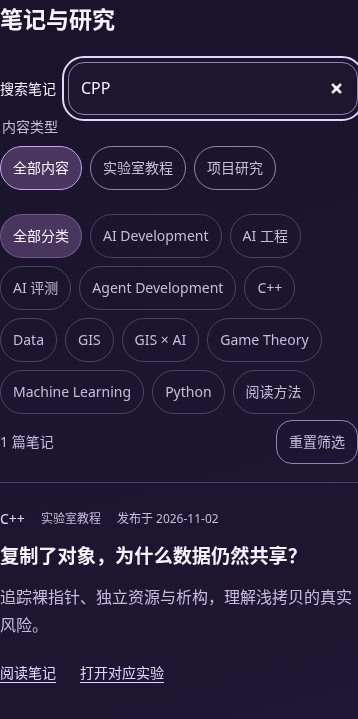 笔记与研究
搜索笔记 CPP ×
内容类型
全部内容 实验室教程 项目研究
全部分类 AI Development AI 工程
AI 评测 Agent Development C++
Data GIS GIS × AI Game Theory
Machine Learning Python 阅读方法
1 篇笔记 重置筛选
C++ 实验室教程 发布于 2026-11-02
复制了对象，为什么数据仍然共享？
追踪裸指针、独立资源与析构，理解浅拷贝的真实
风险。
阅读笔记 打开对应实验